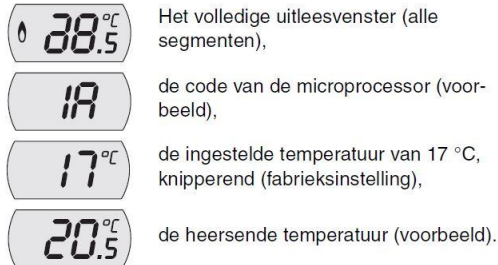 38.5 °C
Het volledige uitleesvenster (alle
segmenten),
1A
de code van de microprocessor (voor-
beeld),
17 °C
de ingestelde temperatuur van 17 °C,
knipperend (fabrieksinstelling),
20.5 °C
de heersende temperatuur (voorbeeld).